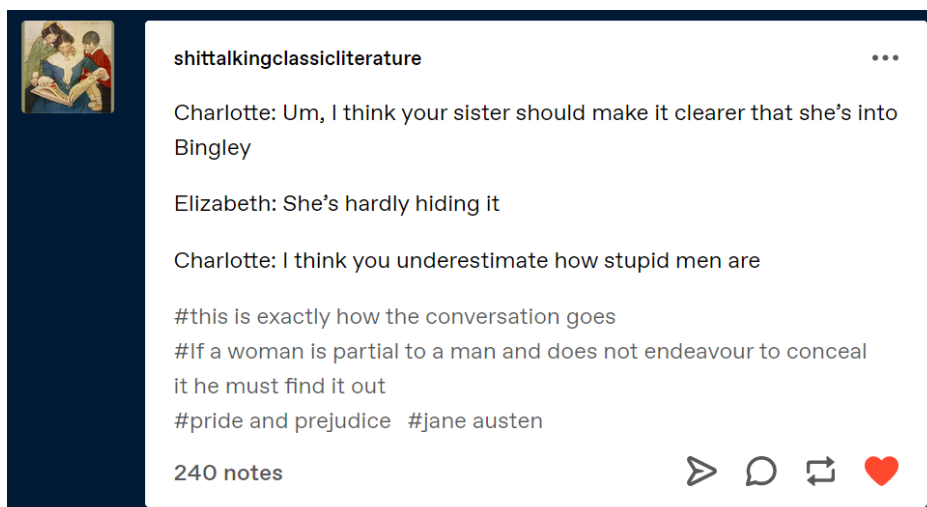 shittalkingclassicliterature
Charlotte: Um, I think your sister should make it clearer that she’s into
Bingley
Elizabeth: She’s hardly hiding it
Charlotte: I think you underestimate how stupid men are
#this is exactly how the conversation goes
#If a woman is partial to a man and does not endeavour to conceal
it he must find it out
#pride and prejudice #jane austen
240 notes